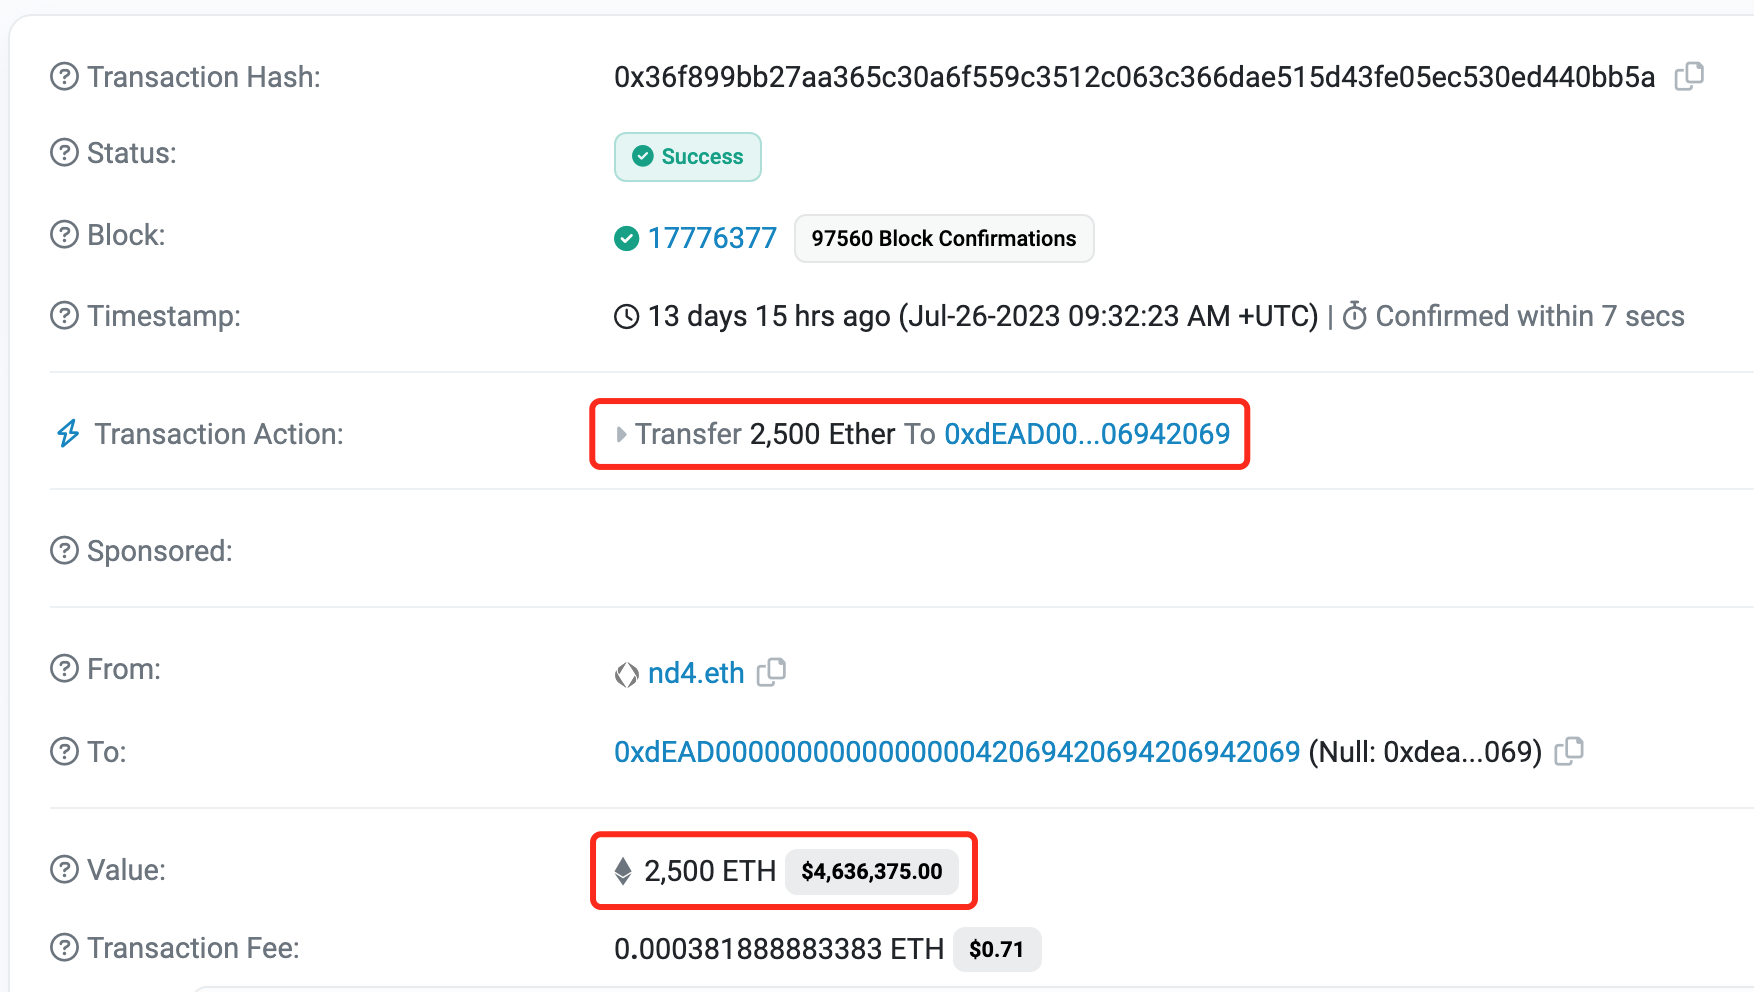 Transaction Hash: 0x36f899bb27aa365c30a6f559c3512c063c366dae515d43fe05ec530ed440bb5a
Status: Success
Block: 17776377 97560 Block Confirmations
Timestamp: 13 days 15 hrs ago (Jul-26-2023 09:32:23 AM +UTC) | Confirmed within 7 secs
Transaction Action: Transfer 2,500 Ether To 0xdEAD00...06942069
Sponsored:
From: nd4.eth
To: 0xdEAD000000000000000042069420694206942069 (Null: 0xdea...069)
Value: 2,500 ETH $4,636,375.00
Transaction Fee: 0.000381888883383 ETH $0.71